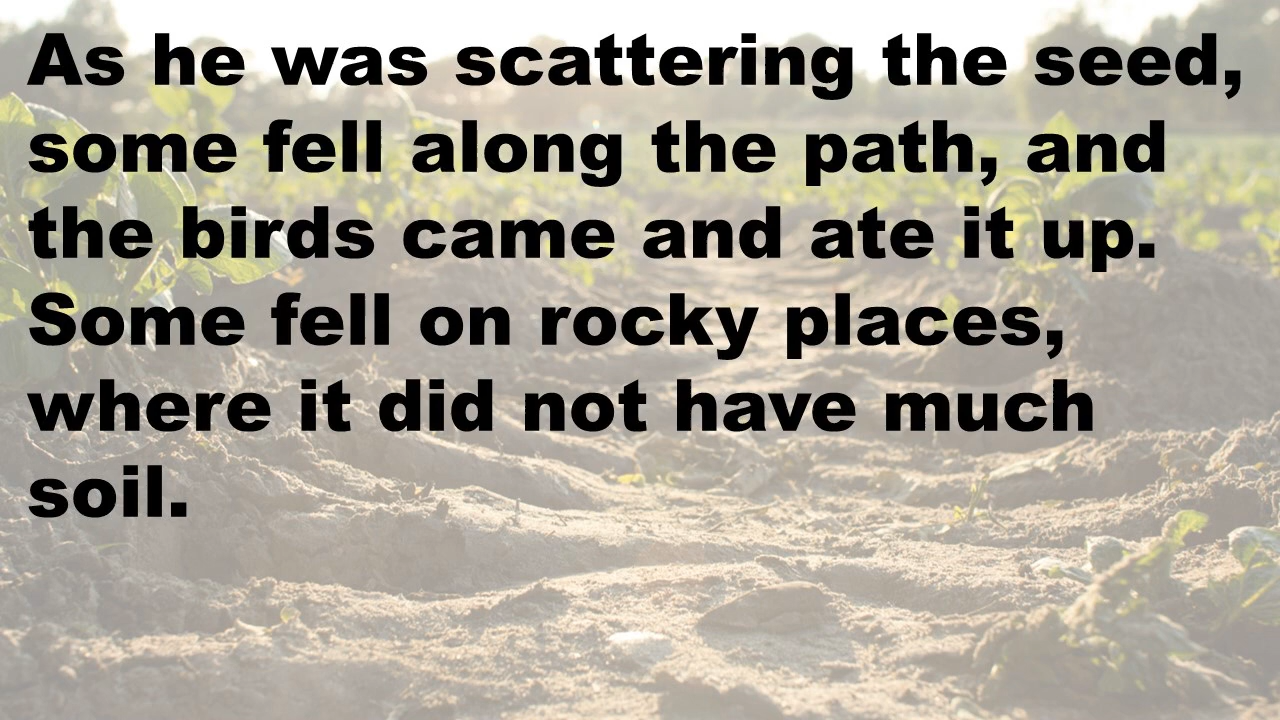 As he was scattering the seed,
some fell along the path, and
the birds came and ate it up.
Some fell on rocky places,
where it did not have much
soil.